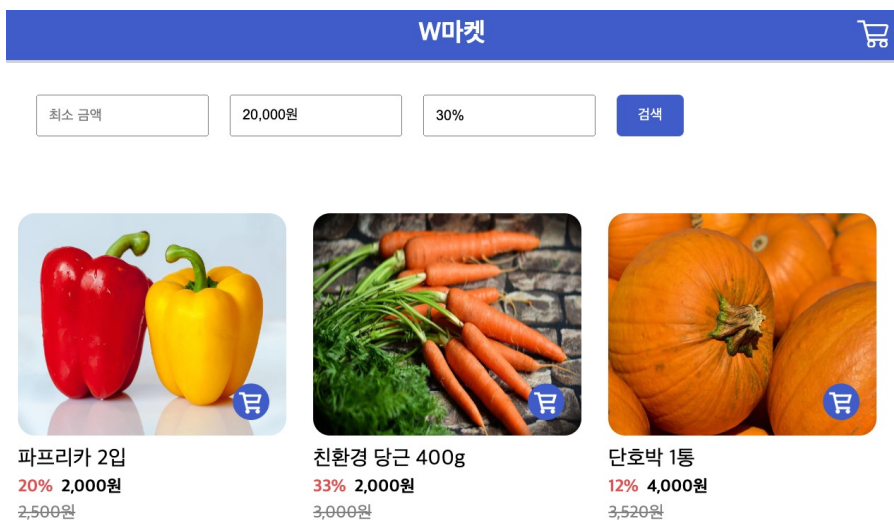 W마켓
최소 금액
20,000원
30%
검색
파프리카 2입
20% 2,000원
2,500원
친환경 당근 400g
33% 2,000원
3,000원
단호박 1통
12% 4,000원
3,520원